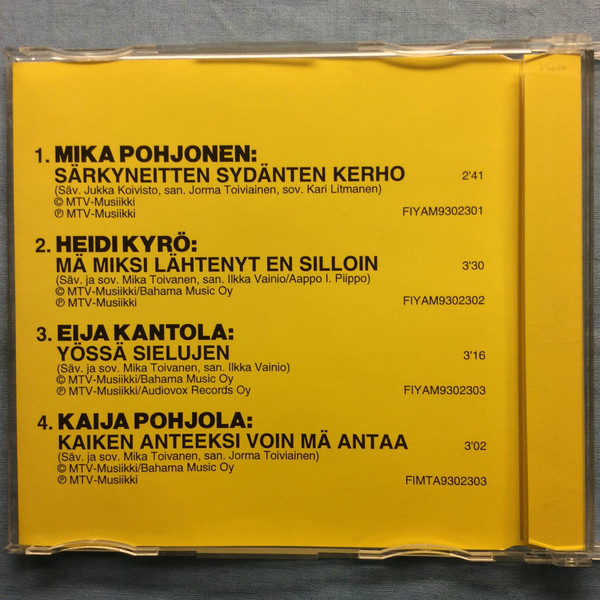 1. MIKA POHJONEN:
SÄRKYNEITTEN SYDÄNTEN KERHO 2'41
(Säv. Jukka Koivisto, san. Jorma Toiviainen, sov. Kari Litmanen)
© MTV-Musiikki
℗ MTV-Musiikki FIYAM9302301
2. HEIDI KYRÖ:
MÄ MIKSI LÄHTENYT EN SILLOIN 3'30
(Säv. ja sov. Mika Toivanen, san. Ilkka Vainio/Aappo I. Piippo)
© MTV-Musiikki/Bahama Music Oy
℗ MTV-Musiikki FIYAM9302302
3. EIJA KANTOLA:
YÖSSÄ SIELUJEN 3'16
(Säv. ja sov. Mika Toivanen, san. Ilkka Vainio)
© MTV-Musiikki/Bahama Music Oy
℗ MTV-Musiikki/Audiovox Records Oy FIYAM9302303
4. KAIJA POHJOLA:
KAIKEN ANTEEKSI VOIN MÄ ANTAA 3'02
(Säv. ja sov. Mika Toivanen, san. Jorma Toiviainen)
© MTV-Musiikki/Bahama Music Oy
℗ MTV-Musiikki FIMTA9302303